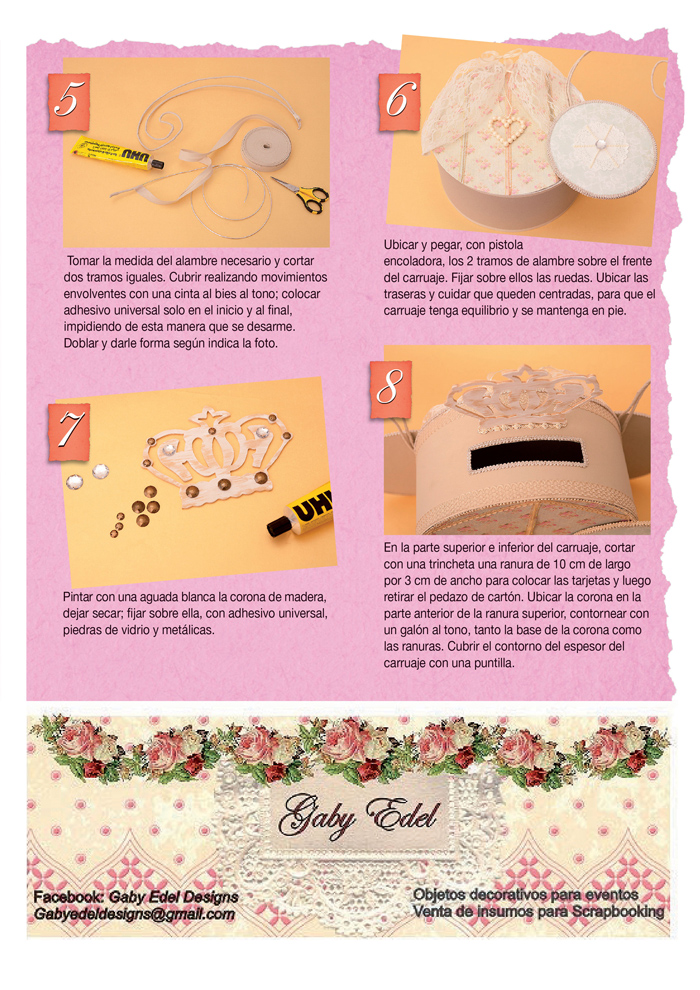 5
Tomar la medida del alambre necesario y cortar
dos tramos iguales. Cubrir realizando movimientos
envolventes con una cinta al bies al tono; colocar
adhesivo universal solo en el inicio y al final,
impidiendo de esta manera que se desarme.
Doblar y darle forma según indica la foto.
UHU
6
Ubicar y pegar, con pistola
encoladora, los 2 tramos de alambre sobre el frente
del carruaje. Fijar sobre ellos las ruedas. Ubicar las
traseras y cuidar que queden centradas, para que el
carruaje tenga equilibrio y se mantenga en pie.
7
UHU
Pintar con una aguada blanca la corona de madera,
dejar secar; fijar sobre ella, con adhesivo universal,
piedras de vidrio y metálicas.
8
En la parte superior e inferior del carruaje, cortar
con una trincheta una ranura de 10 cm de largo
por 3 cm de ancho para colocar las tarjetas y luego
retirar el pedazo de cartón. Ubicar la corona en la
parte anterior de la ranura superior, contornear con
un galón al tono, tanto la base de la corona como
las ranuras. Cubrir el contorno del espesor del
carruaje con una puntilla.
Gaby Edel
Facebook: Gaby Edel Designs
Gabyedeldesigns@gmail.com
Objetos decorativos para eventos
Venta de insumos para Scrapbooking